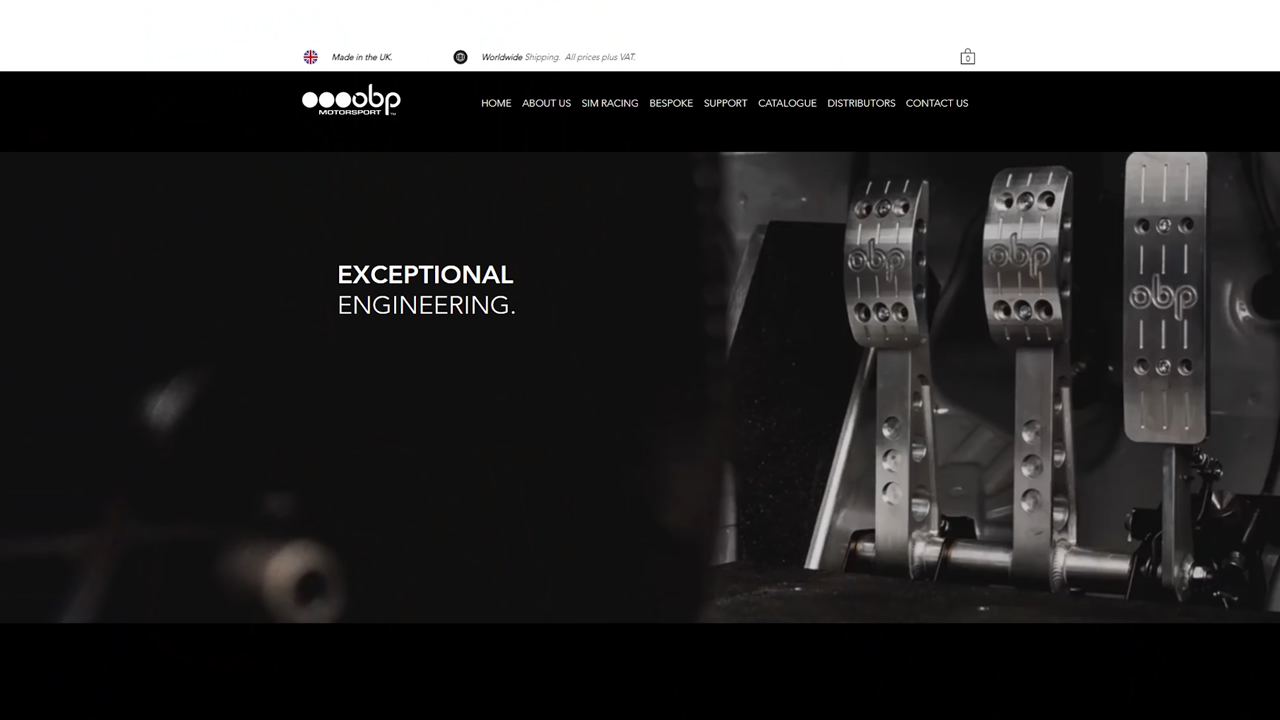 Made in the UK.
Worldwide Shipping. All prices plus VAT.
0
obp
MOTORSPORT™
HOME ABOUT US SIM RACING BESPOKE SUPPORT CATALOGUE DISTRIBUTORS CONTACT US
EXCEPTIONAL
ENGINEERING.
obp
obp
obp